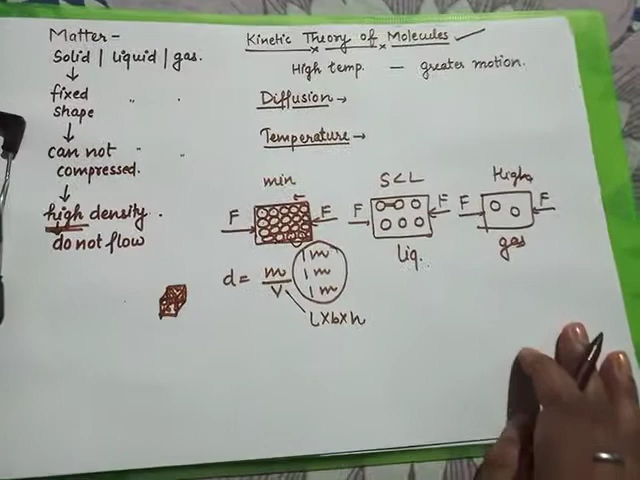 Matter –
Solid | liquid | gas.
↓
fixed " .
shape
↓
can not " "
compressed.
↓
high density .
do not flow
Kinetic Theory of Molecules
High temp. — greater motion.
Diffusion →
Temperature →
min
F F
S<L
F F
liq.
High
F F
gas
d = m/V
1 m
1 m
1 m
l×b×h